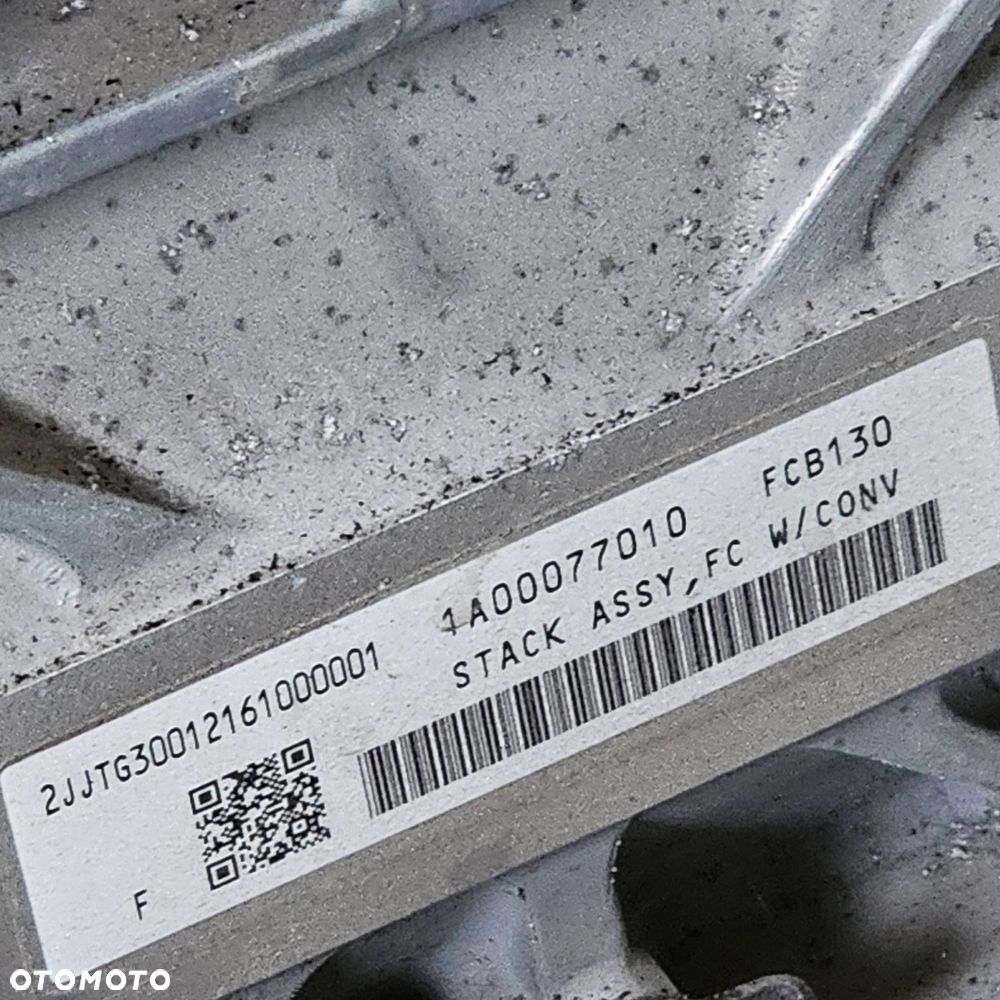 2JJTG30012161000001 1A00077010 FCB130
STACK ASSY,FC W/CONV
F
OTOMOTO